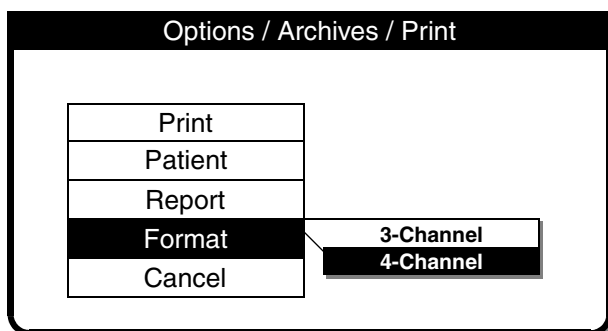 Options / Archives / Print
Print
Patient
Report
Format
3-Channel
4-Channel
Cancel